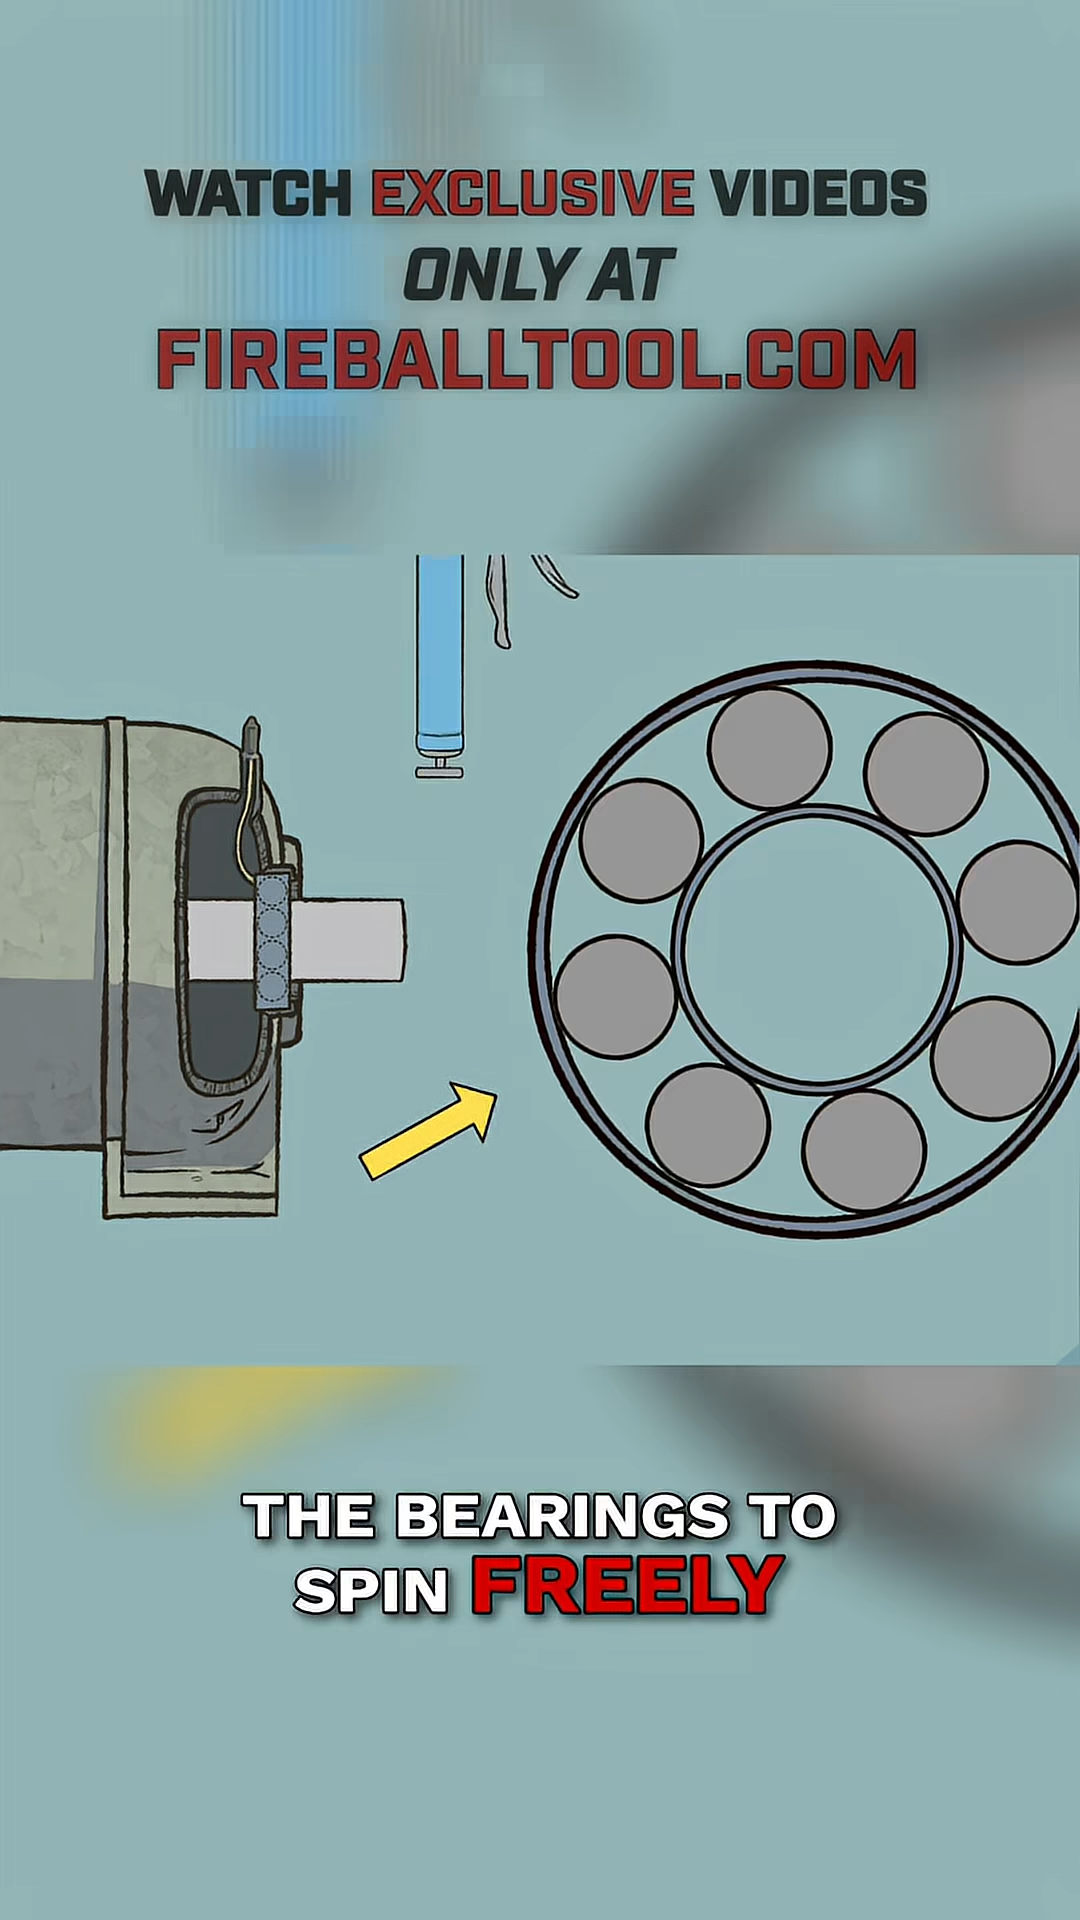 WATCH EXCLUSIVE VIDEOS
ONLY AT
FIREBALLTOOL.COM
THE BEARINGS TO
SPIN FREELY